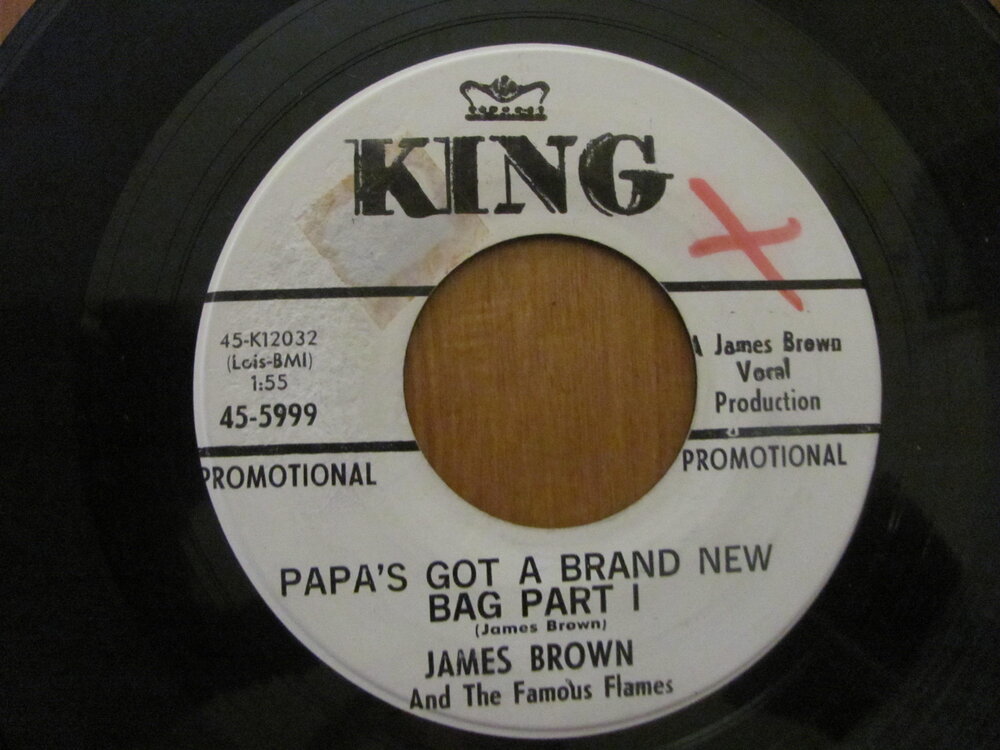 KING
45-K12032
(Lois-BMI)
1:55
45-5999
A James Brown
Vocal
Production
PROMOTIONAL
PROMOTIONAL
PAPA'S GOT A BRAND NEW
BAG PART I
(James Brown)
JAMES BROWN
And The Famous Flames